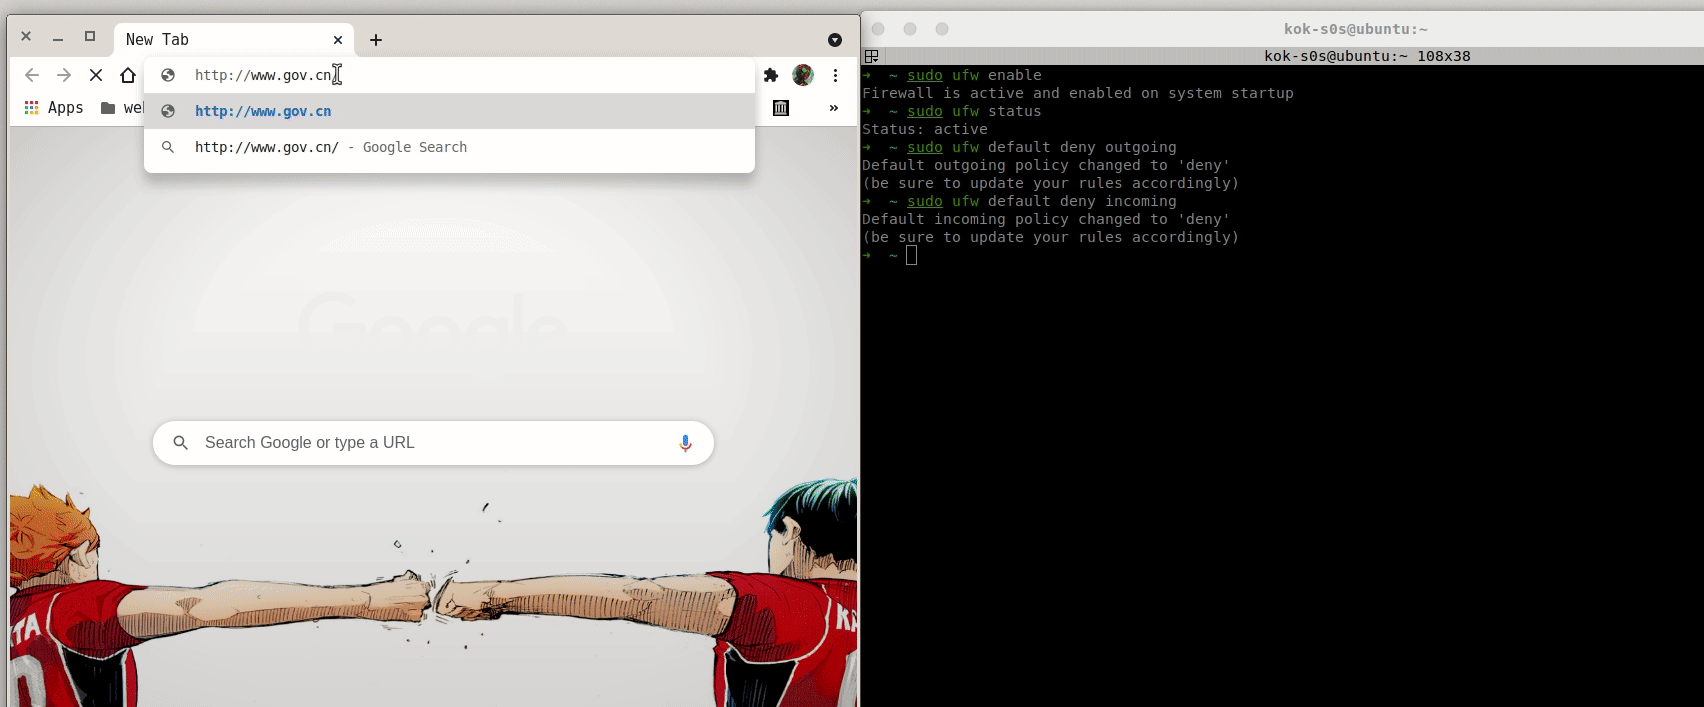 New Tab
http://www.gov.cn/
Apps
http://www.gov.cn
http://www.gov.cn/ - Google Search
Google
Search Google or type a URL
TA
kok-s0s@ubuntu:~
kok-s0s@ubuntu:~ 108x38
➜ ~ sudo ufw enable
Firewall is active and enabled on system startup
➜ ~ sudo ufw status
Status: active
➜ ~ sudo ufw default deny outgoing
Default outgoing policy changed to 'deny'
(be sure to update your rules accordingly)
➜ ~ sudo ufw default deny incoming
Default incoming policy changed to 'deny'
(be sure to update your rules accordingly)
➜ ~